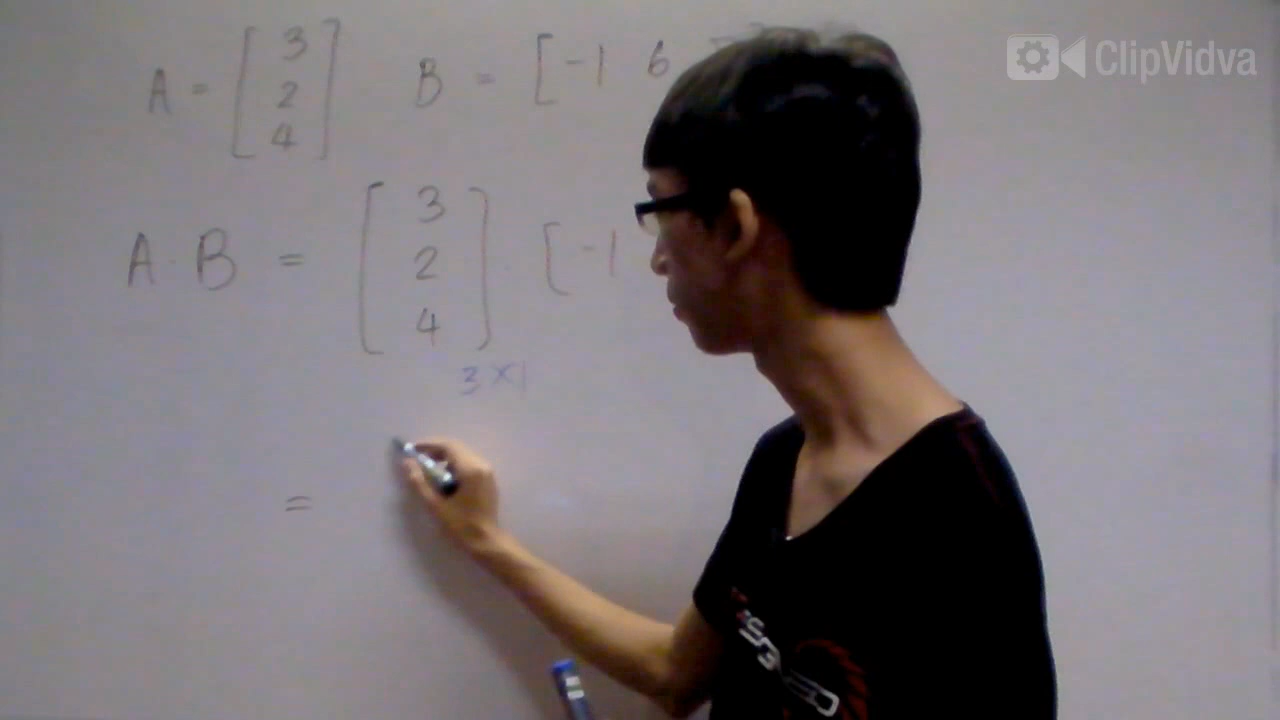 ClipVidva
A = [ 3 2 4 ] B = [ -1 6
A · B = [ 3 2 4 ] · [ -1
3×1
=